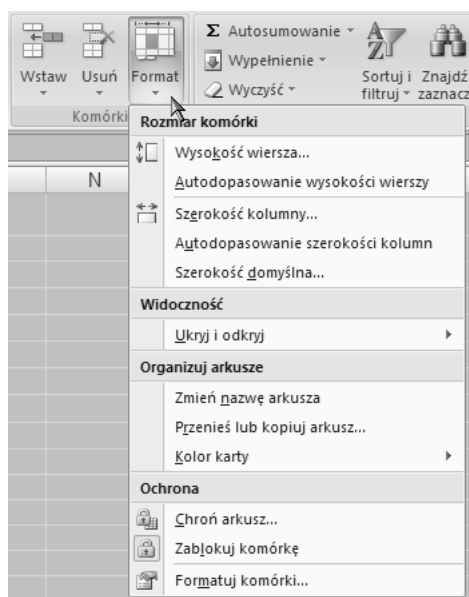 Wstaw Usuń Format
Σ Autosumowanie
Wypełnienie
Wyczyść
Sortuj i filtruj
Znajdź
zaznacz
Komórki
N
Rozmiar komórki
Wysokość wiersza...
Autodopasowanie wysokości wierszy
Szerokość kolumny...
Autodopasowanie szerokości kolumn
Szerokość domyślna...
Widoczność
Ukryj i odkryj
Organizuj arkusze
Zmień nazwę arkusza
Przenieś lub kopiuj arkusz...
Kolor karty
Ochrona
Chroń arkusz...
Zablokuj komórkę
Formatuj komórki...